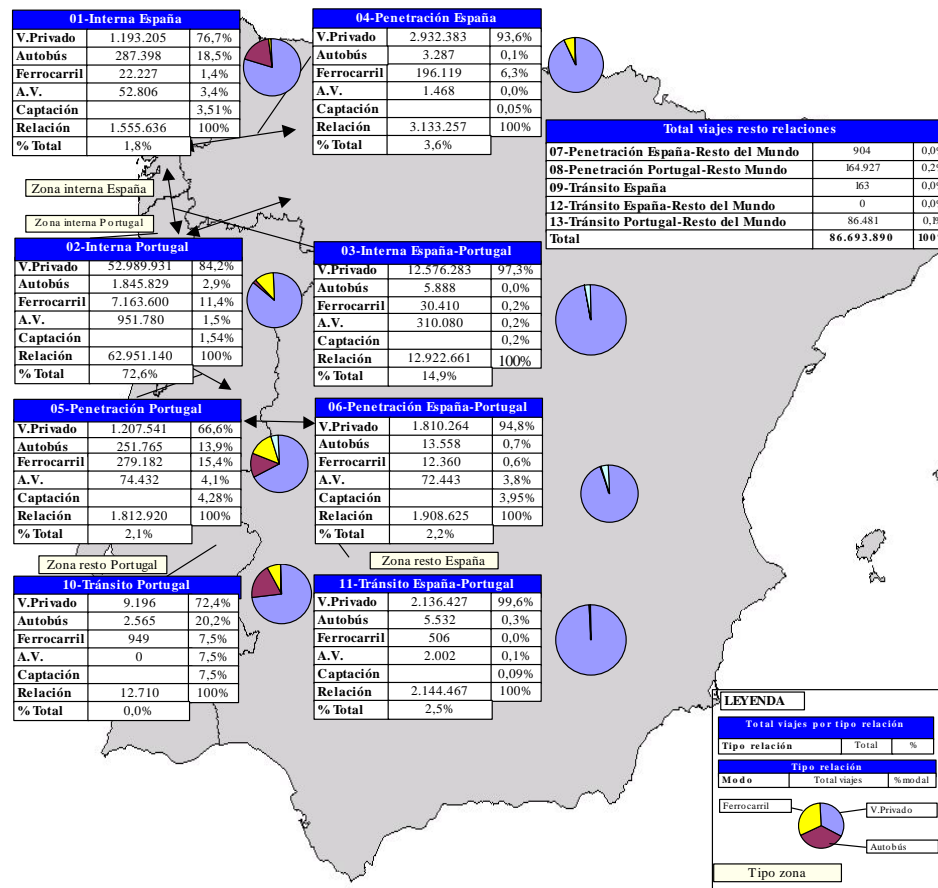 01-Interna España
V.Privado 1.193.205 76,7%
Autobús 287.398 18,5%
Ferrocarril 22.227 1,4%
A.V. 52.806 3,4%
Captación 3,51%
Relación 1.555.636 100%
% Total 1,8%
04-Penetración España
V.Privado 2.932.383 93,6%
Autobús 3.287 0,1%
Ferrocarril 196.119 6,3%
A.V. 1.468 0,0%
Captación 0,05%
Relación 3.133.257 100%
% Total 3,6%
Total viajes resto relaciones
07-Penetración España-Resto del Mundo 904 0,0%
08-Penetración Portugal-Resto Mundo 164.927 0,2%
09-Tránsito España 163 0,0%
12-Tránsito España-Resto del Mundo 0 0,0%
13-Tránsito Portugal-Resto del Mundo 86.481 0,1%
Total 86.693.890 100%
Zona interna España
Zona interna Portugal
02-Interna Portugal
V.Privado 52.989.931 84,2%
Autobús 1.845.829 2,9%
Ferrocarril 7.163.600 11,4%
A.V. 951.780 1,5%
Captación 1,54%
Relación 62.951.140 100%
% Total 72,6%
03-Interna España-Portugal
V.Privado 12.576.283 97,3%
Autobús 5.888 0,0%
Ferrocarril 30.410 0,2%
A.V. 310.080 0,2%
Captación 0,2%
Relación 12.922.661 100%
% Total 14,9%
05-Penetración Portugal
V.Privado 1.207.541 66,6%
Autobús 251.765 13,9%
Ferrocarril 279.182 15,4%
A.V. 74.432 4,1%
Captación 4,28%
Relación 1.812.920 100%
% Total 2,1%
06-Penetración España-Portugal
V.Privado 1.810.264 94,8%
Autobús 13.558 0,7%
Ferrocarril 12.360 0,6%
A.V. 72.443 3,8%
Captación 3,95%
Relación 1.908.625 100%
% Total 2,2%
Zona resto Portugal
Zona resto España
10-Tránsito Portugal
V.Privado 9.196 72,4%
Autobús 2.565 20,2%
Ferrocarril 949 7,5%
A.V. 0 7,5%
Captación 7,5%
Relación 12.710 100%
% Total 0,0%
11-Tránsito España-Portugal
V.Privado 2.136.427 99,6%
Autobús 5.532 0,3%
Ferrocarril 506 0,0%
A.V. 2.002 0,1%
Captación 0,09%
Relación 2.144.467 100%
% Total 2,5%
LEYENDA
Total viajes por tipo relación
Tipo relación Total %
Tipo relación
Modo Total viajes % modal
Ferrocarril
V.Privado
Autobús
Tipo zona